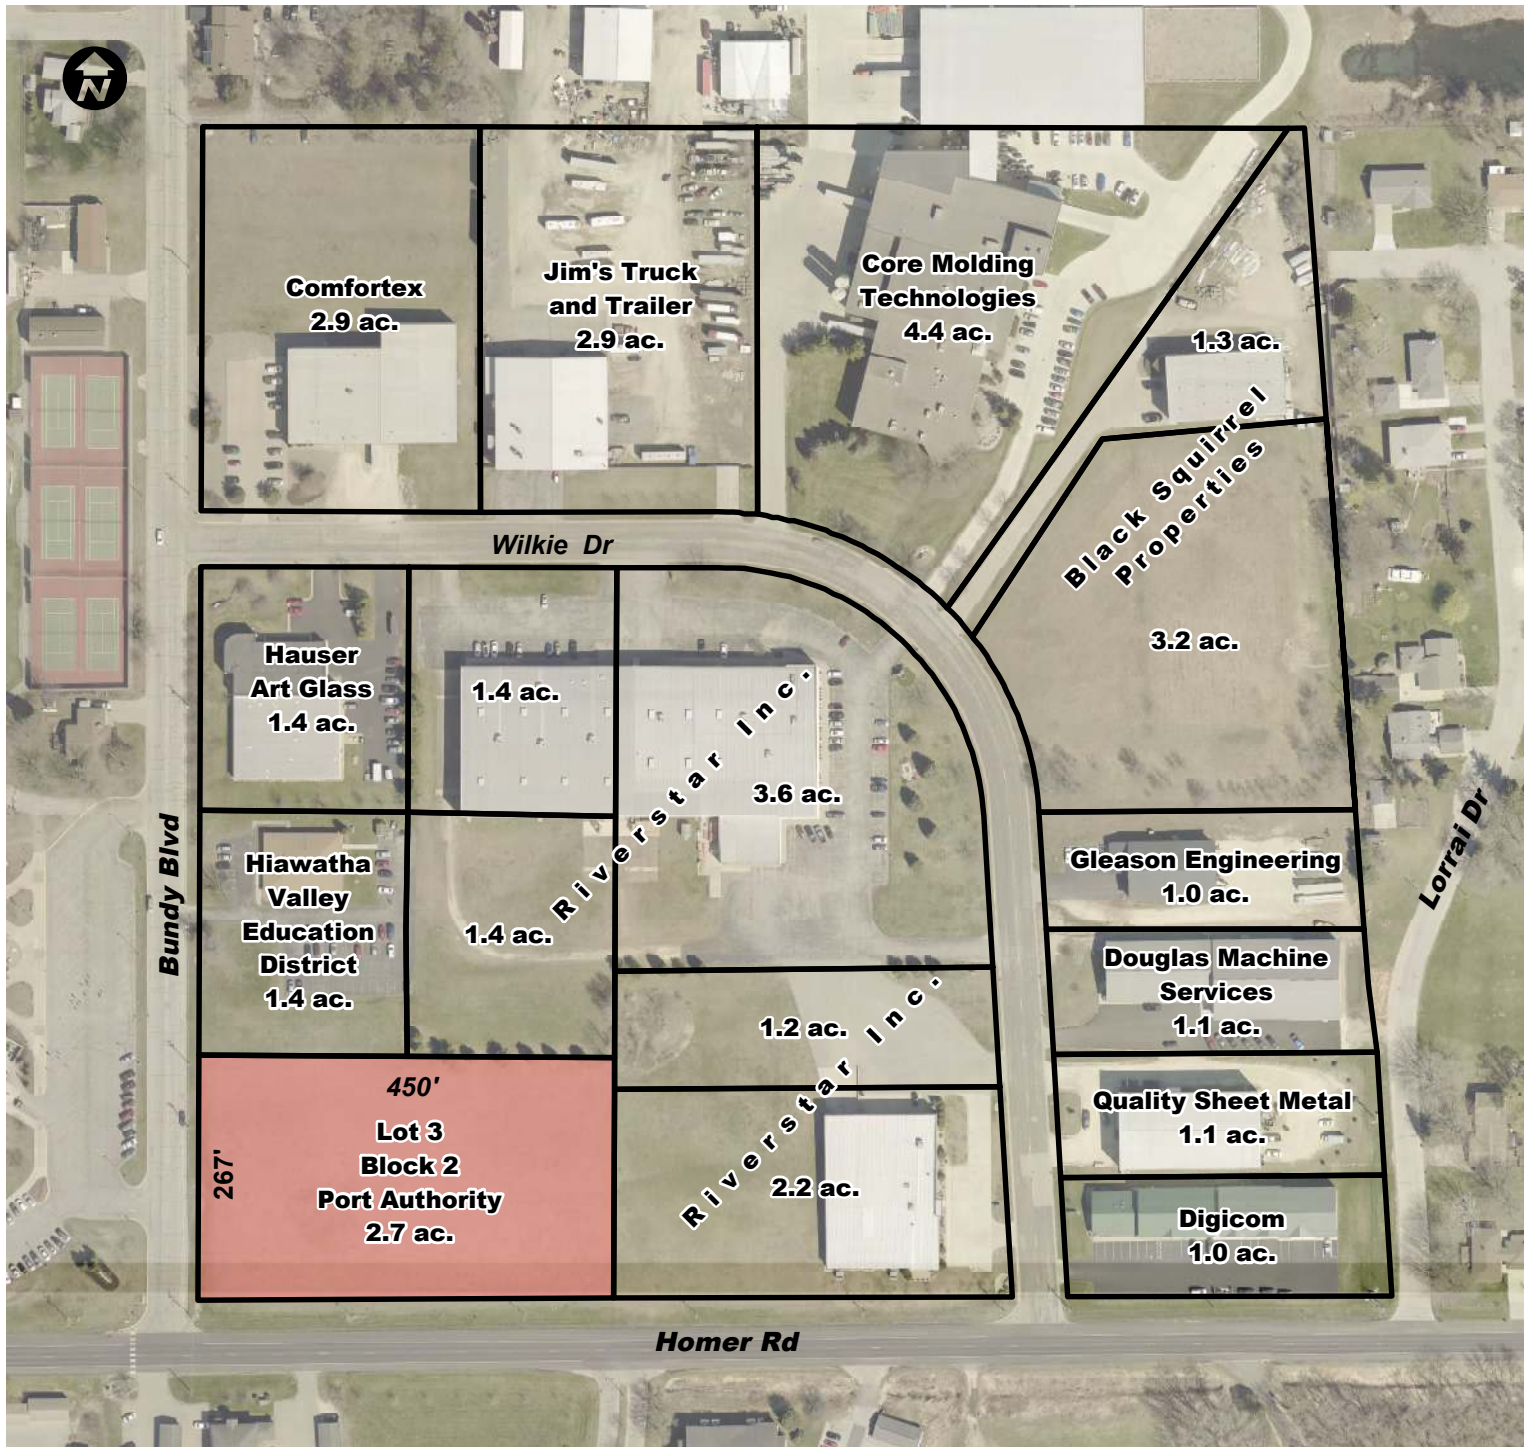 N
Comfortex
2.9 ac.
Jim's Truck
and Trailer
2.9 ac.
Core Molding
Technologies
4.4 ac.
1.3 ac.
Black Squirrel
Properties
3.2 ac.
Wilkie Dr
Hauser
Art Glass
1.4 ac.
1.4 ac.
Riverstar Inc.
3.6 ac.
Bundy Blvd
Hiawatha
Valley
Education
District
1.4 ac.
1.4 ac.
Gleason Engineering
1.0 ac.
Lorrai Dr
Douglas Machine
Services
1.1 ac.
1.2 ac.
Riverstar Inc.
2.2 ac.
Quality Sheet Metal
1.1 ac.
450'
267'
Lot 3
Block 2
Port Authority
2.7 ac.
Digicom
1.0 ac.
Homer Rd